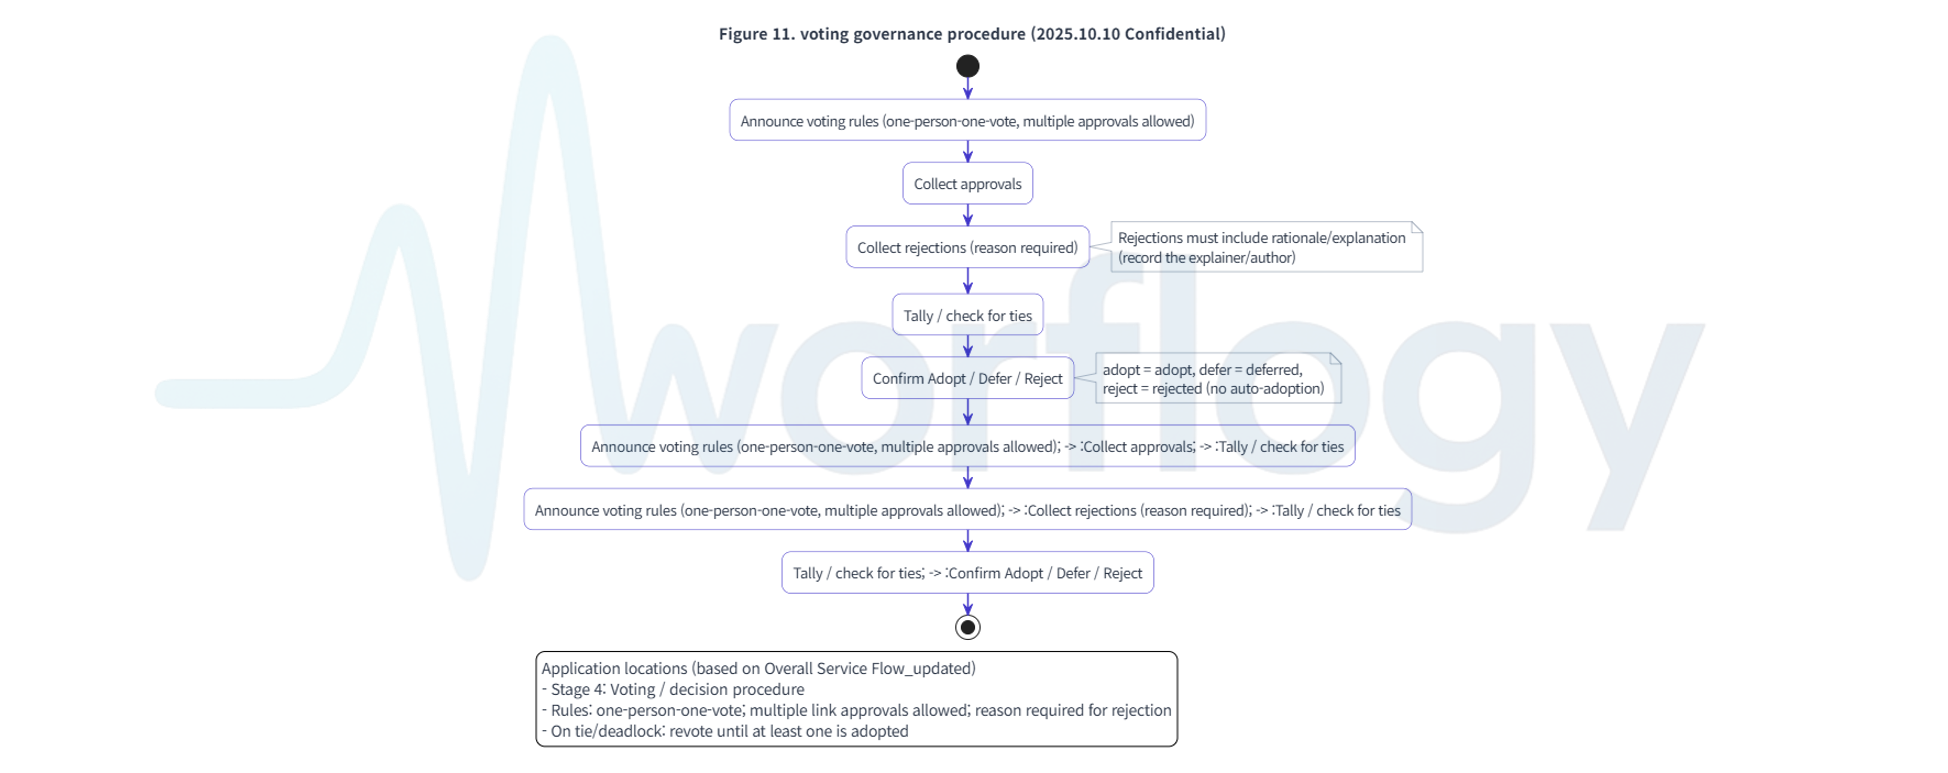 Figure 11. voting governance procedure (2025.10.10 Confidential)
Announce voting rules (one-person-one-vote, multiple approvals allowed)
Collect approvals
Collect rejections (reason required)
Rejections must include rationale/explanation
(record the explainer/author)
Tally / check for ties
Confirm Adopt / Defer / Reject
adopt = adopt, defer = deferred,
reject = rejected (no auto-adoption)
Announce voting rules (one-person-one-vote, multiple approvals allowed); -> :Collect approvals; -> :Tally / check for ties
Announce voting rules (one-person-one-vote, multiple approvals allowed); -> :Collect rejections (reason required); -> :Tally / check for ties
Tally / check for ties; -> :Confirm Adopt / Defer / Reject
Application locations (based on Overall Service Flow_updated)
- Stage 4: Voting / decision procedure
- Rules: one-person-one-vote; multiple link approvals allowed; reason required for rejection
- On tie/deadlock: revote until at least one is adopted
worflogy